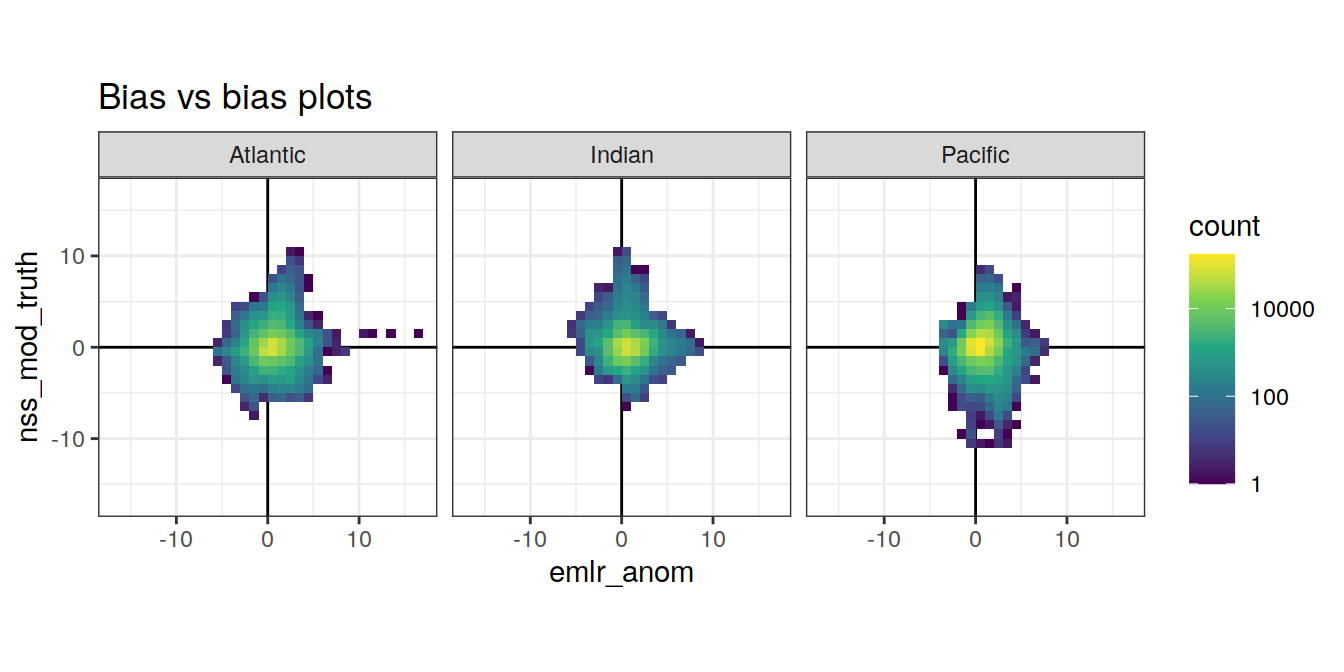 Bias vs bias plots
Atlantic Indian Pacific
nss_mod_truth
10
0
-10
-10 0 10 -10 0 10 -10 0 10
emlr_anom
count
10000
100
1